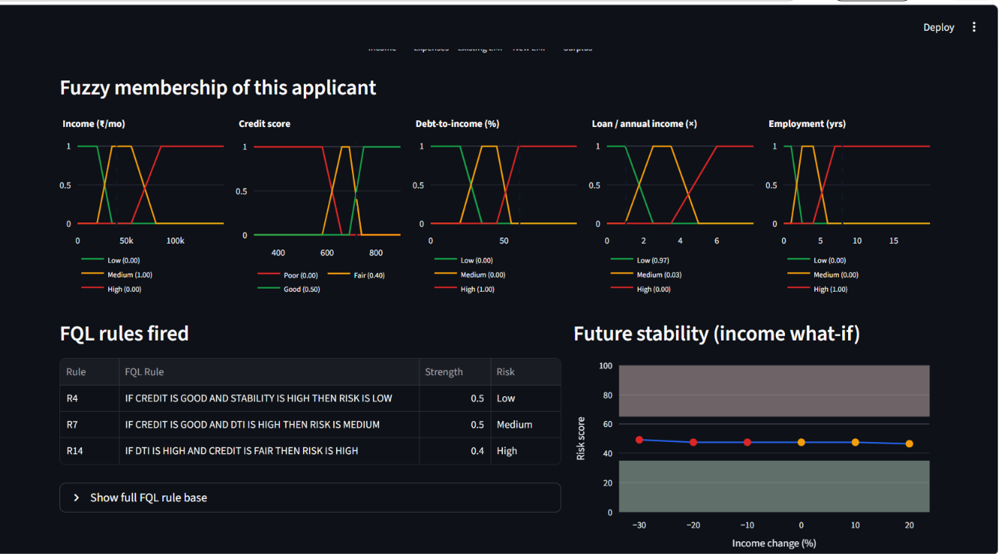 Deploy
Income Expenses Existing EMI New EMI Surplus
Fuzzy membership of this applicant
Income (₹/mo)
1
0.5
0
0 50k 100k
Low (0.00)
Medium (1.00)
High (0.00)
Credit score
1
0.5
0
400 600 800
Poor (0.00) Fair (0.40)
Good (0.50)
Debt-to-income (%)
1
0.5
0
0 50
Low (0.00)
Medium (0.00)
High (1.00)
Loan / annual income (×)
1
0.5
0
0 2 4 6
Low (0.97)
Medium (0.03)
High (0.00)
Employment (yrs)
1
0.5
0
0 5 10 15
Low (0.00)
Medium (0.00)
High (1.00)
FQL rules fired
Rule FQL Rule Strength Risk
R4 IF CREDIT IS GOOD AND STABILITY IS HIGH THEN RISK IS LOW 0.5 Low
R7 IF CREDIT IS GOOD AND DTI IS HIGH THEN RISK IS MEDIUM 0.5 Medium
R14 IF DTI IS HIGH AND CREDIT IS FAIR THEN RISK IS HIGH 0.4 High
Show full FQL rule base
Future stability (income what-if)
Risk score
100
80
60
40
20
0
−30 −20 −10 0 10 20
Income change (%)